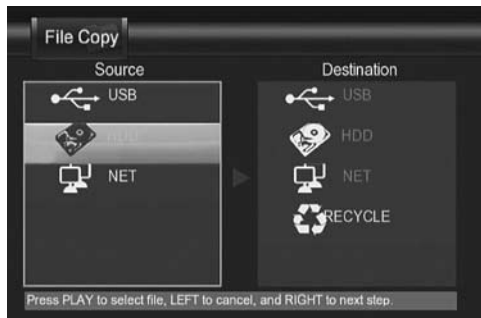 File Copy
Source
Destination
USB
HDD
NET
USB
HDD
NET
RECYCLE
Press PLAY to select file, LEFT to cancel, and RIGHT to next step.